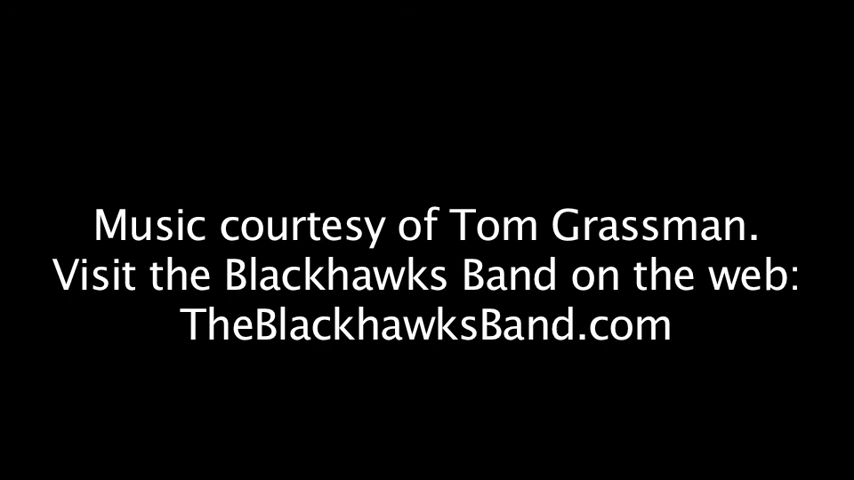 Music courtesy of Tom Grassman.
Visit the Blackhawks Band on the web:
TheBlackhawksBand.com